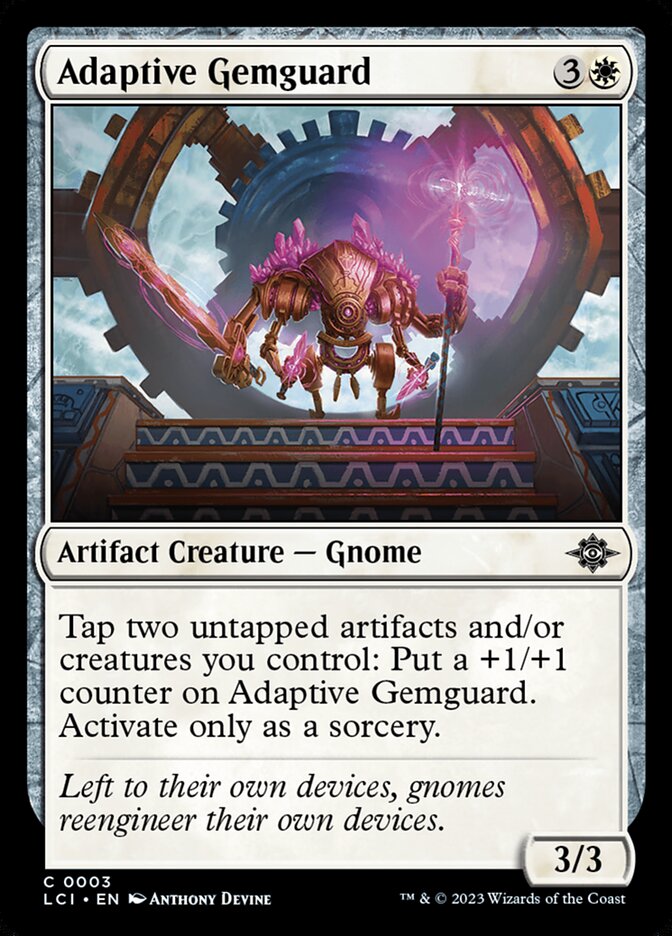 Adaptive Gemguard 3
Artifact Creature — Gnome
Tap two untapped artifacts and/or
creatures you control: Put a +1/+1
counter on Adaptive Gemguard.
Activate only as a sorcery.
Left to their own devices, gnomes
reengineer their own devices.
3/3
C 0003
LCI • EN Anthony Devine
™ & © 2023 Wizards of the Coast